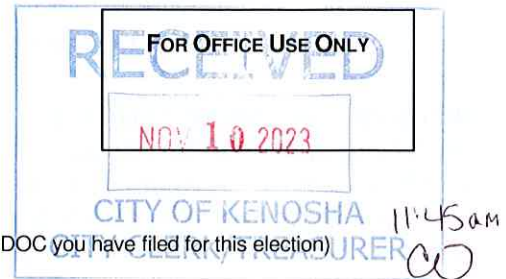 RECEIVED
FOR OFFICE USE ONLY
NOV 10 2023
CITY OF KENOSHA
11:45am
DOC you have filed for this election)
CITY CLERK/TREASURER